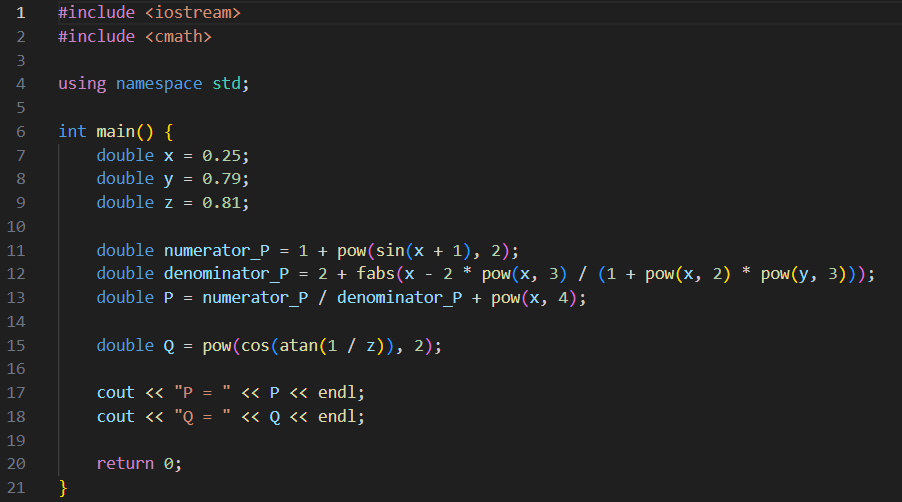 1 #include <iostream>
2 #include <cmath>
3
4 using namespace std;
5
6 int main() {
7     double x = 0.25;
8     double y = 0.79;
9     double z = 0.81;
10
11     double numerator_P = 1 + pow(sin(x + 1), 2);
12     double denominator_P = 2 + fabs(x - 2 * pow(x, 3) / (1 + pow(x, 2) * pow(y, 3)));
13     double P = numerator_P / denominator_P + pow(x, 4);
14
15     double Q = pow(cos(atan(1 / z)), 2);
16
17     cout << "P = " << P << endl;
18     cout << "Q = " << Q << endl;
19
20     return 0;
21 }